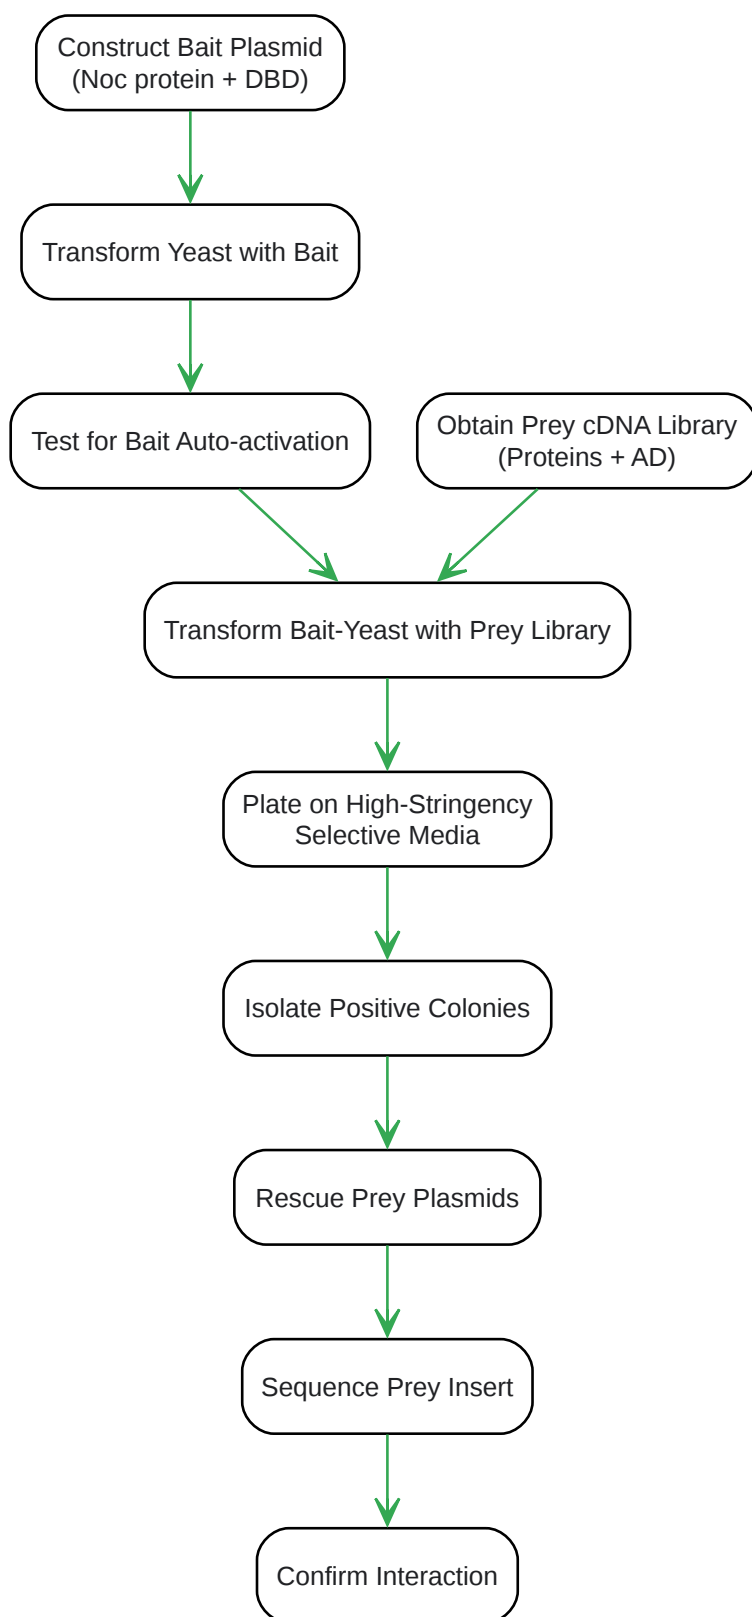 Construct Bait Plasmid
(Noc protein + DBD)
Transform Yeast with Bait
Test for Bait Auto-activation
Obtain Prey cDNA Library
(Proteins + AD)
Transform Bait-Yeast with Prey Library
Plate on High-Stringency
Selective Media
Isolate Positive Colonies
Rescue Prey Plasmids
Sequence Prey Insert
Confirm Interaction